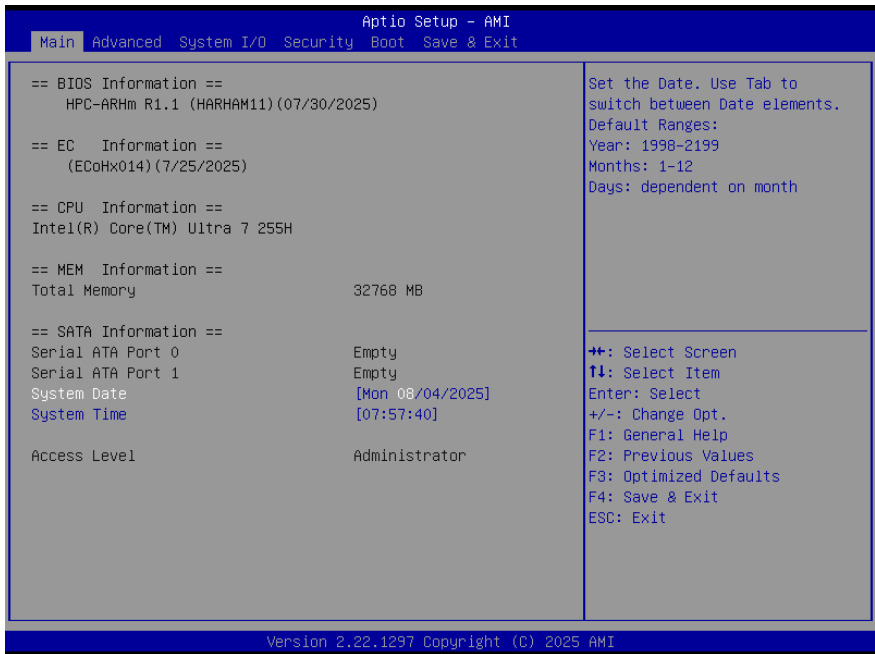 Aptio Setup – AMI
Main Advanced System I/O Security Boot Save & Exit
== BIOS Information ==
HPC-ARHm R1.1 (HARHAM11)(07/30/2025)
== EC Information ==
(ECoHx014)(7/25/2025)
== CPU Information ==
Intel(R) Core(TM) Ultra 7 255H
== MEM Information ==
Total Memory 32768 MB
== SATA Information ==
Serial ATA Port 0 Empty
Serial ATA Port 1 Empty
System Date [Mon 08/04/2025]
System Time [07:57:40]
Access Level Administrator
Set the Date. Use Tab to
switch between Date elements.
Default Ranges:
Year: 1998-2199
Months: 1-12
Days: dependent on month
→←: Select Screen
↑↓: Select Item
Enter: Select
+/-: Change Opt.
F1: General Help
F2: Previous Values
F3: Optimized Defaults
F4: Save & Exit
ESC: Exit
Version 2.22.1297 Copyright (C) 2025 AMI